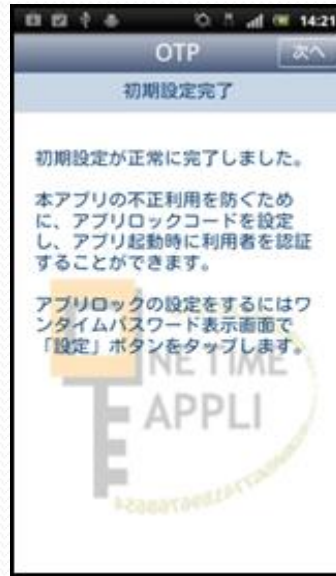 14:21
OTP
次へ
初期設定完了
初期設定が正常に完了しました。
本アプリの不正利用を防ぐため
に、アプリロックコードを設定
し、アプリ起動時に利用者を認証
することができます。
アプリロックの設定をするにはワ
ンタイムパスワード表示画面で
「設定」ボタンをタップします。
NE TIME
APPLI